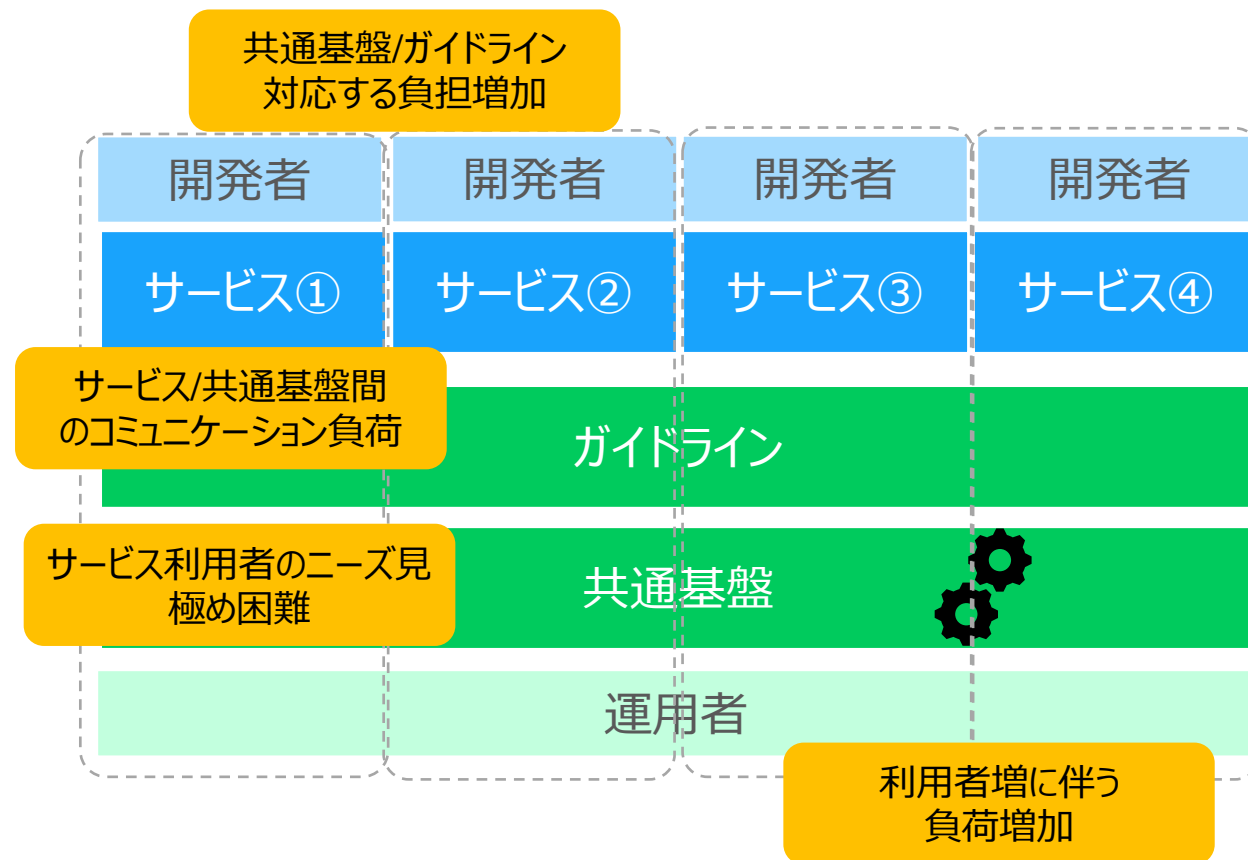 共通基盤/ガイドライン
対応する負担増加
開発者
開発者
開発者
開発者
サービス①
サービス②
サービス③
サービス④
サービス/共通基盤間
のコミュニケーション負荷
ガイドライン
サービス利用者のニーズ見
極め困難
共通基盤
運用者
利用者増に伴う
負荷増加